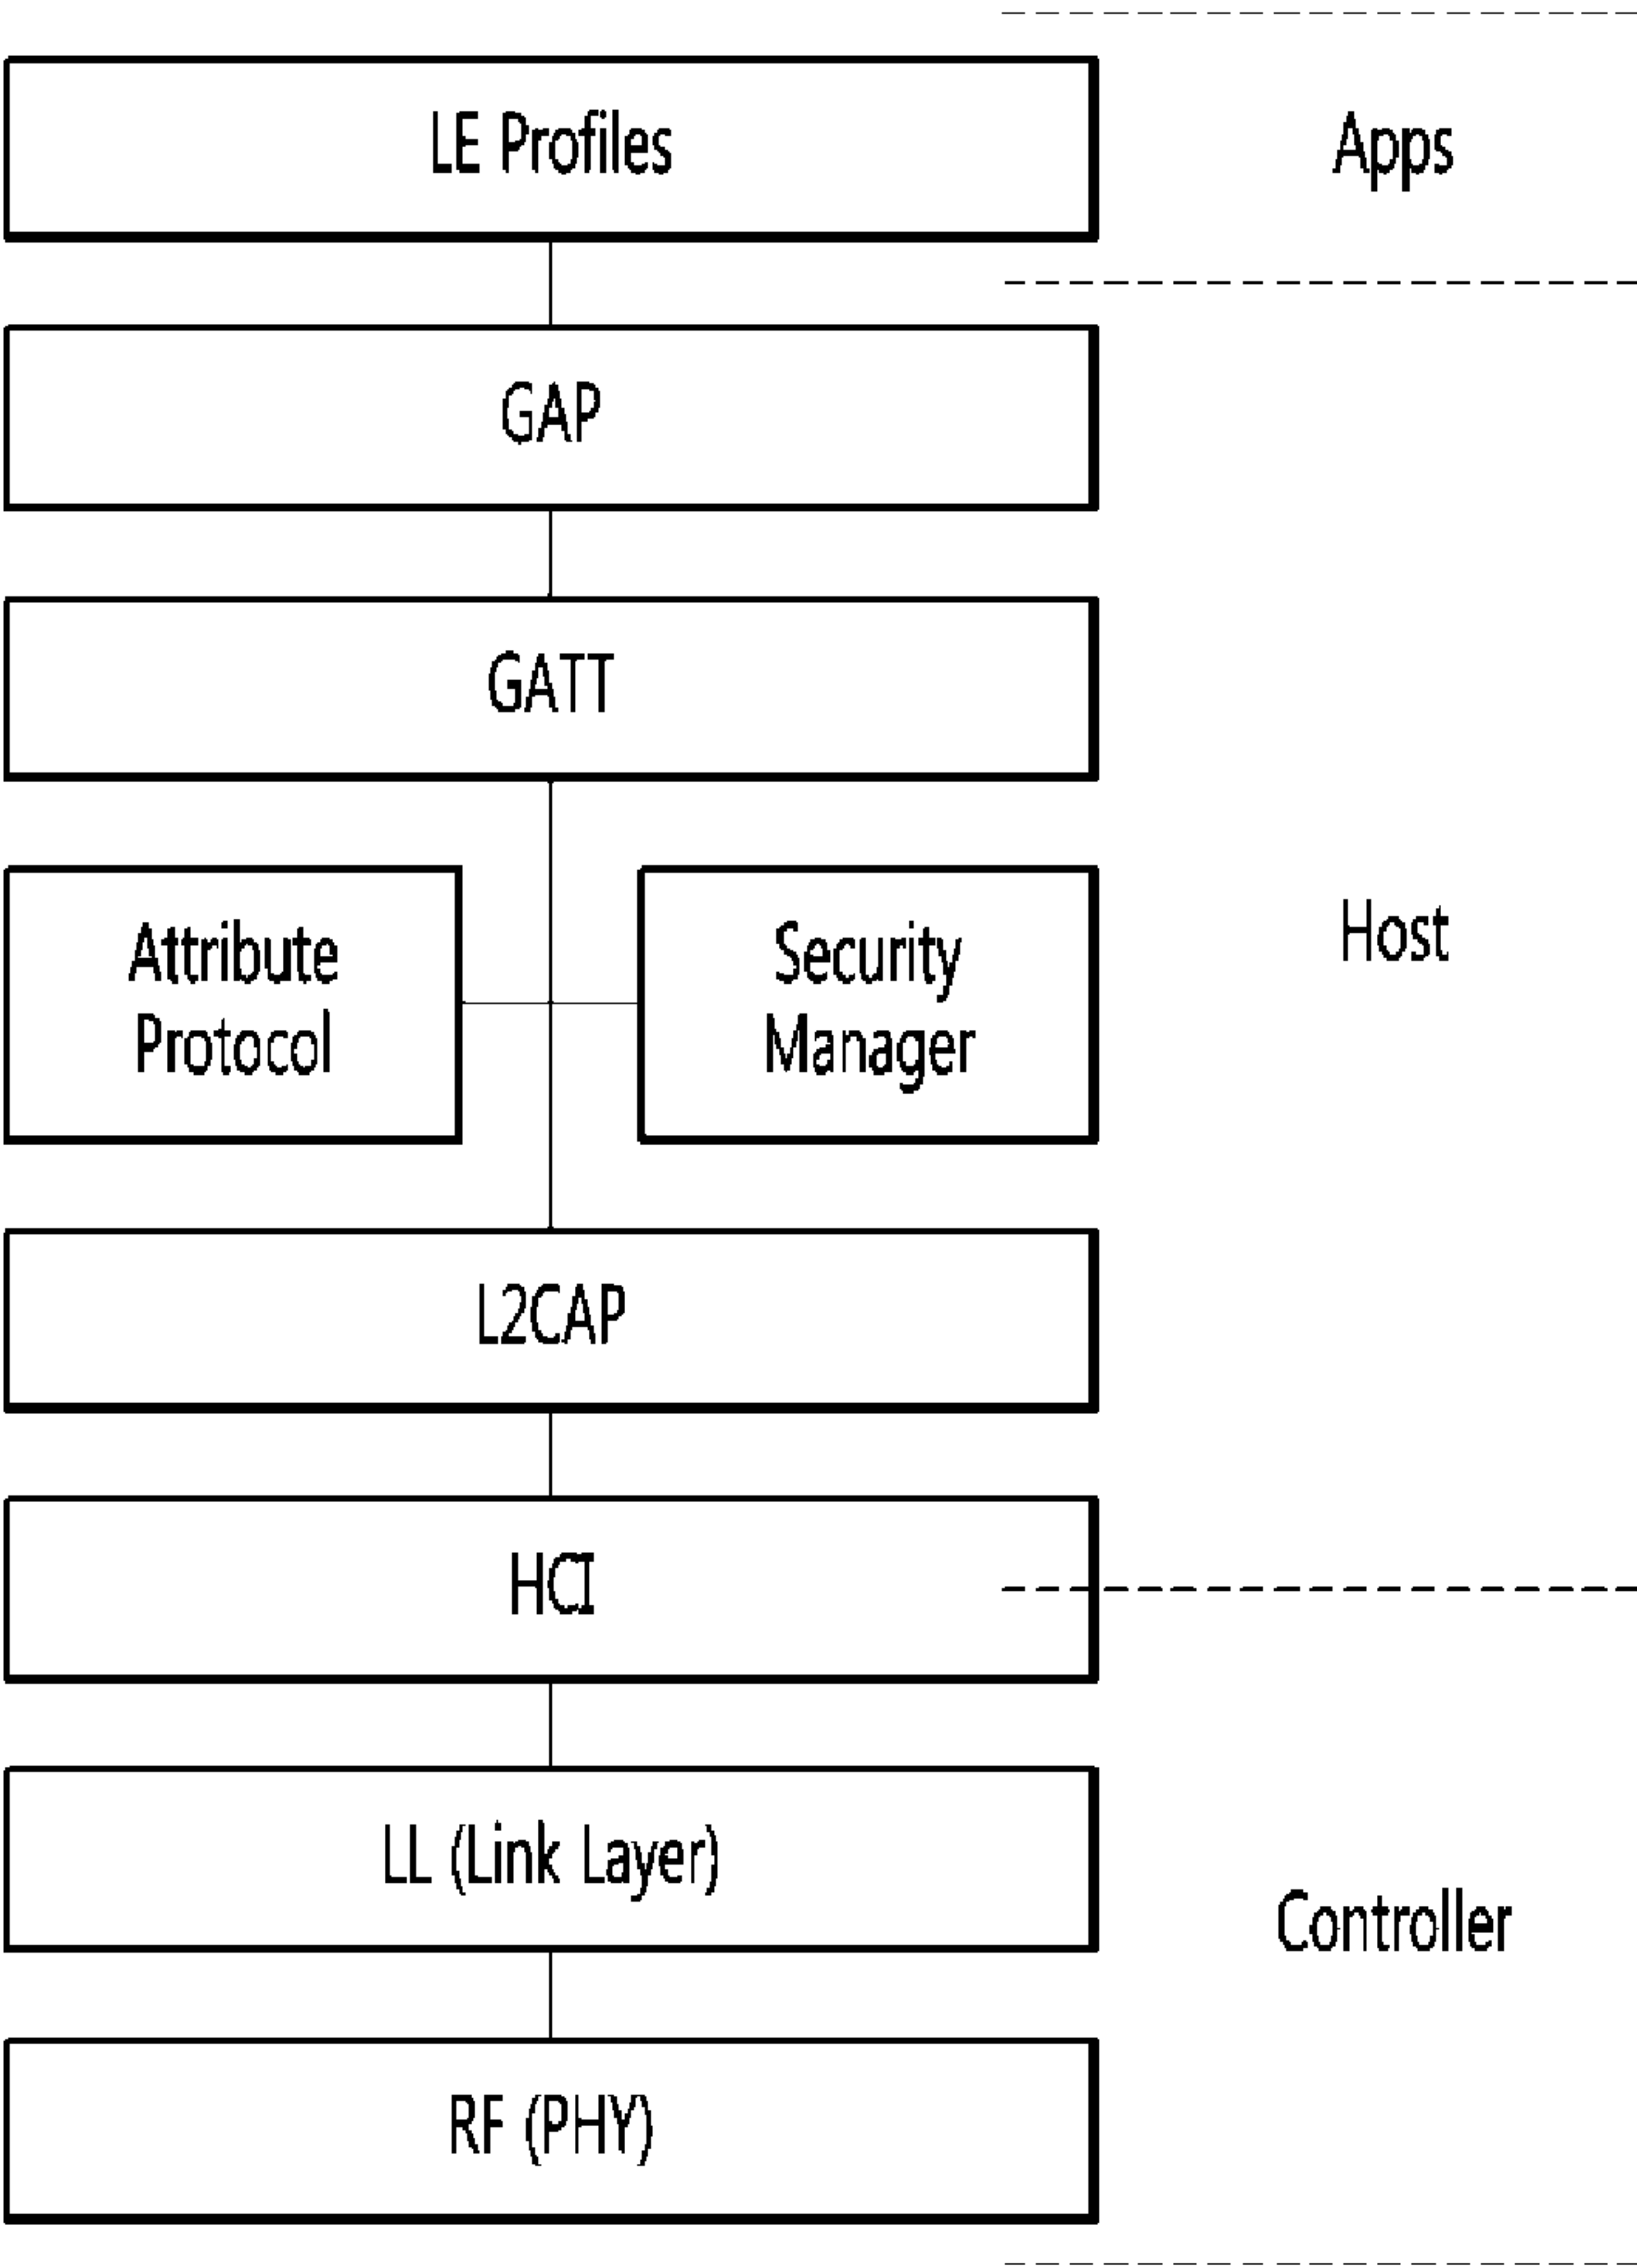 LE Profiles
Apps
GAP
GATT
Attribute
Protocol
Security
Manager
Host
L2CAP
HCI
LL (Link Layer)
Controller
RF (PHY)